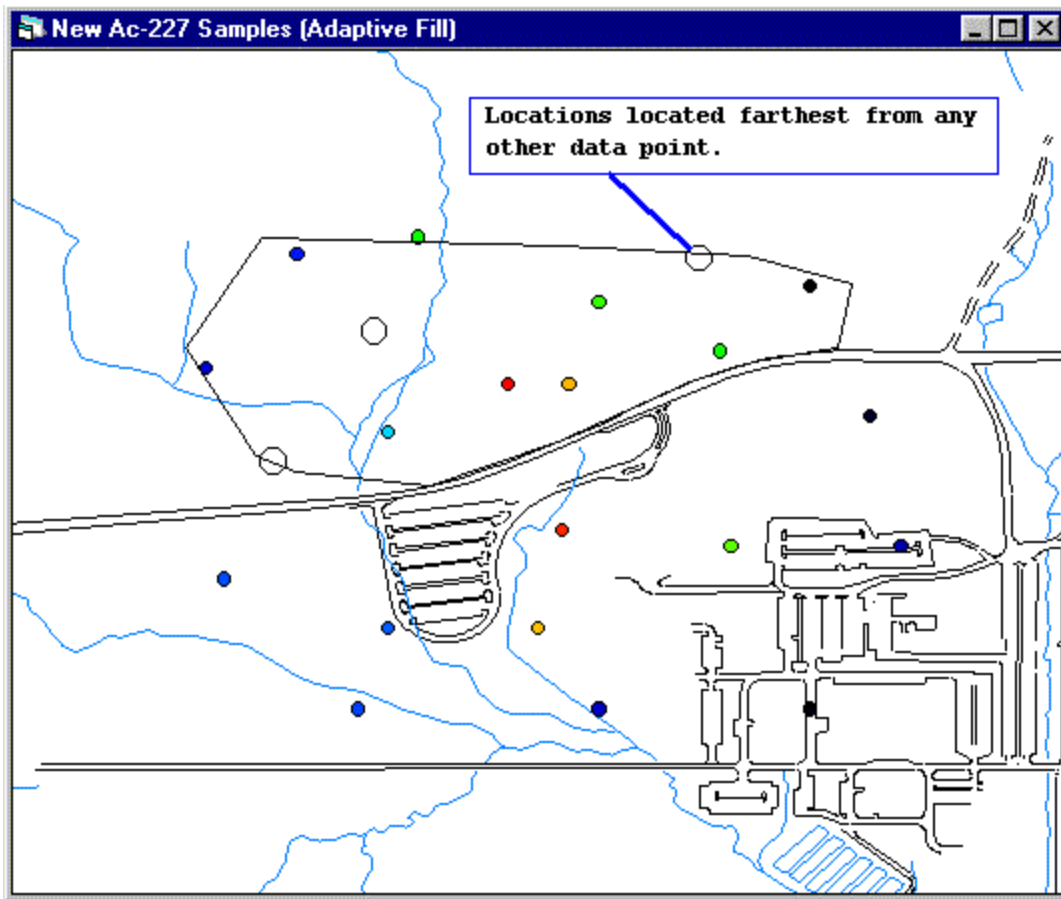 New Ac-227 Samples (Adaptive Fill)
Locations located farthest from any
other data point.